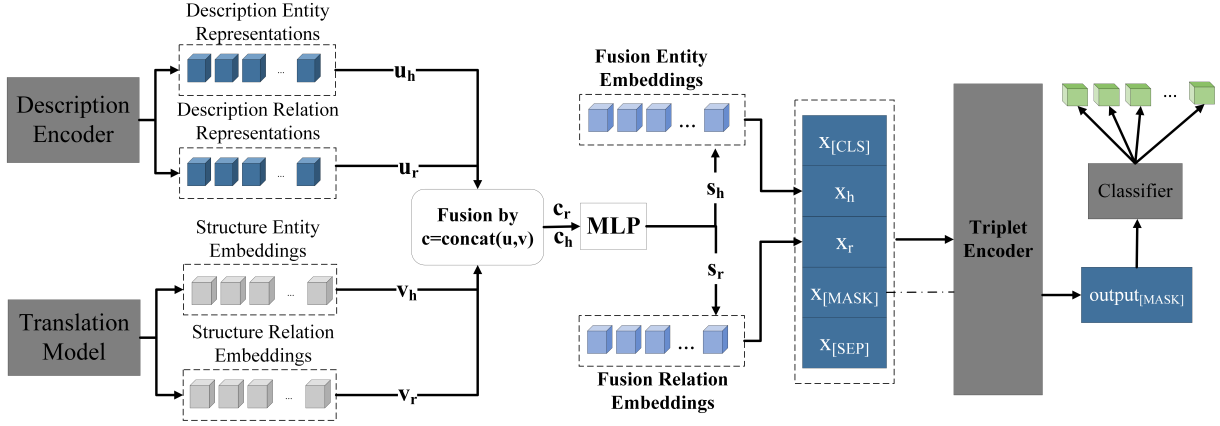 Description Entity
Representations
...
Description
Encoder
u_h
Description Relation
Representations
...
u_r
Structure Entity
Embeddings
...
v_h
Translation
Model
Structure Relation
Embeddings
...
v_r
Fusion by
c=concat(u,v)
c_r
c_h
MLP
Fusion Entity
Embeddings
...
s_h
s_r
...
Fusion Relation
Embeddings
x_[CLS]
x_h
x_r
x_[MASK]
x_[SEP]
Triplet
Encoder
...
Classifier
output_[MASK]